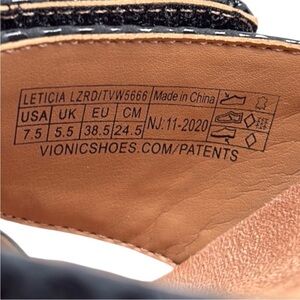 LETICIA LZRD/TVW5666 Made in China
USA UK EU CM
7.5 5.5 38.5 24.5 NJ:11-2020
VIONICSHOES.COM/PATENTS